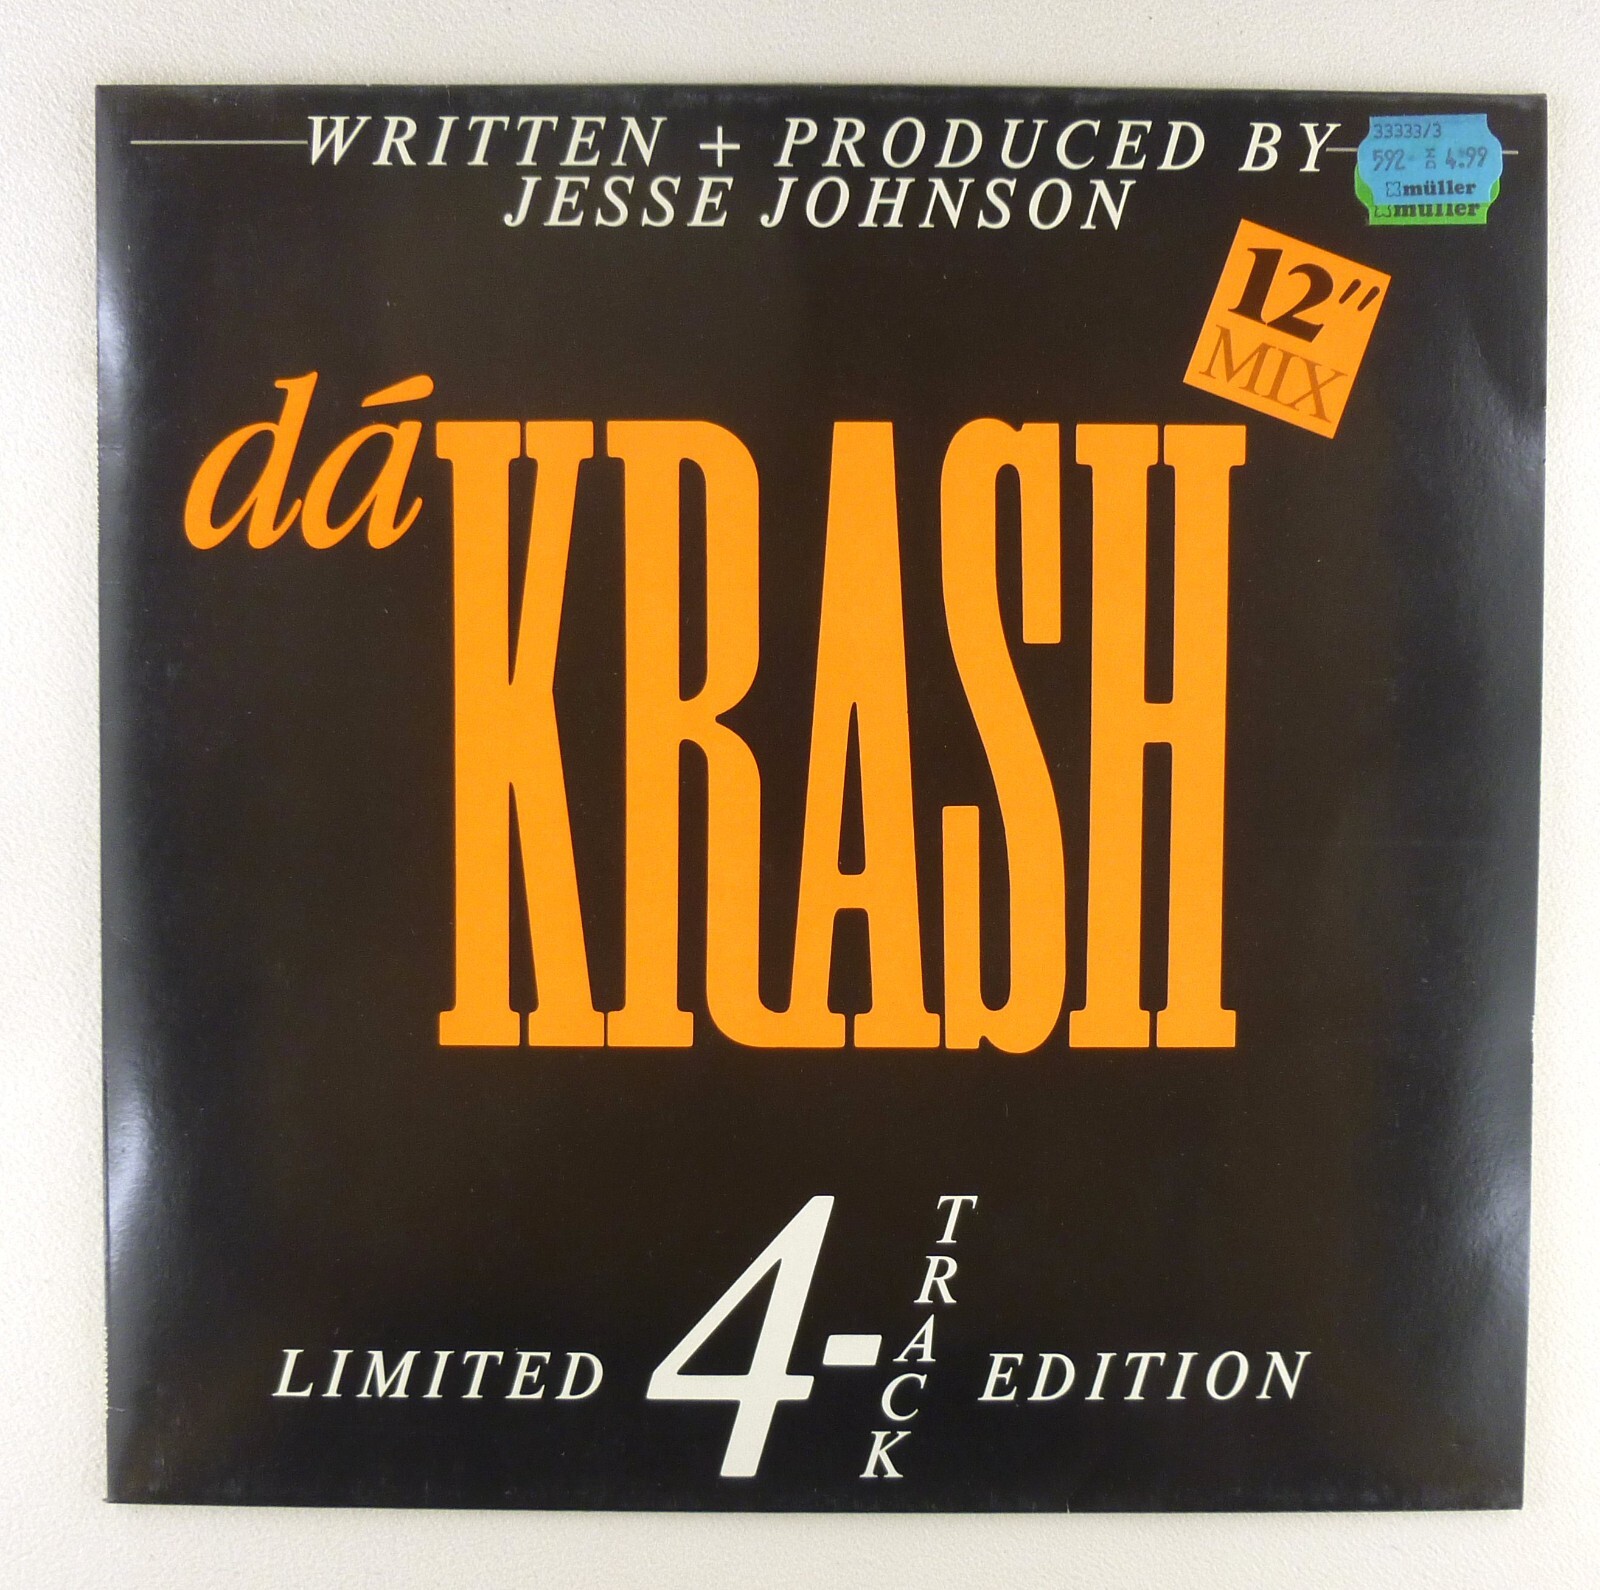 WRITTEN + PRODUCED BY
JESSE JOHNSON
33333/3
592 DM 4.99
müller
müller
12" MIX
dá KRASH
LIMITED 4-TRACK EDITION